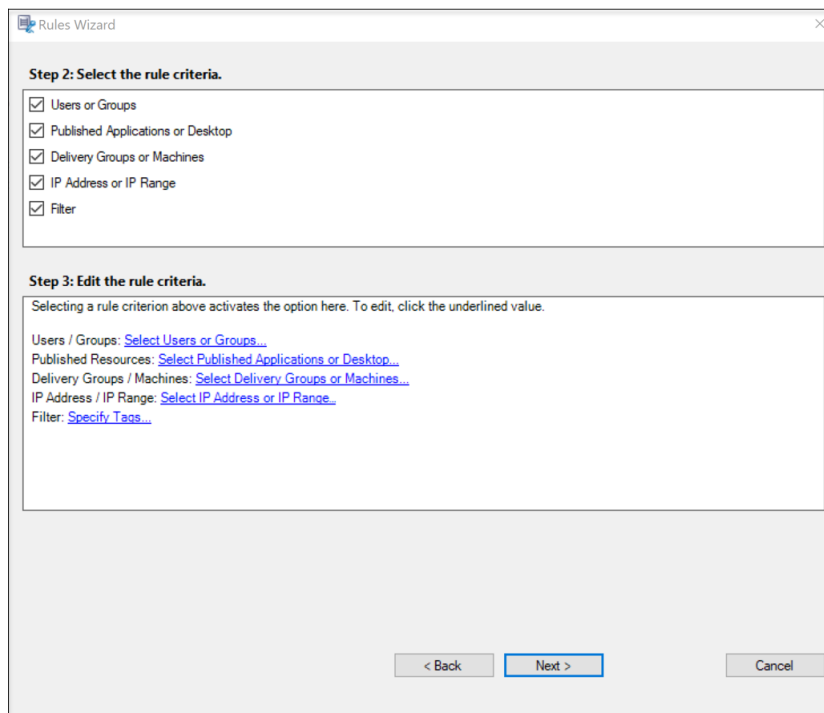 Rules Wizard
Step 2: Select the rule criteria.
Users or Groups
Published Applications or Desktop
Delivery Groups or Machines
IP Address or IP Range
Filter
Step 3: Edit the rule criteria.
Selecting a rule criterion above activates the option here. To edit, click the underlined value.
Users / Groups: Select Users or Groups...
Published Resources: Select Published Applications or Desktop...
Delivery Groups / Machines: Select Delivery Groups or Machines...
IP Address / IP Range: Select IP Address or IP Range...
Filter: Specify Tags...
< Back Next > Cancel